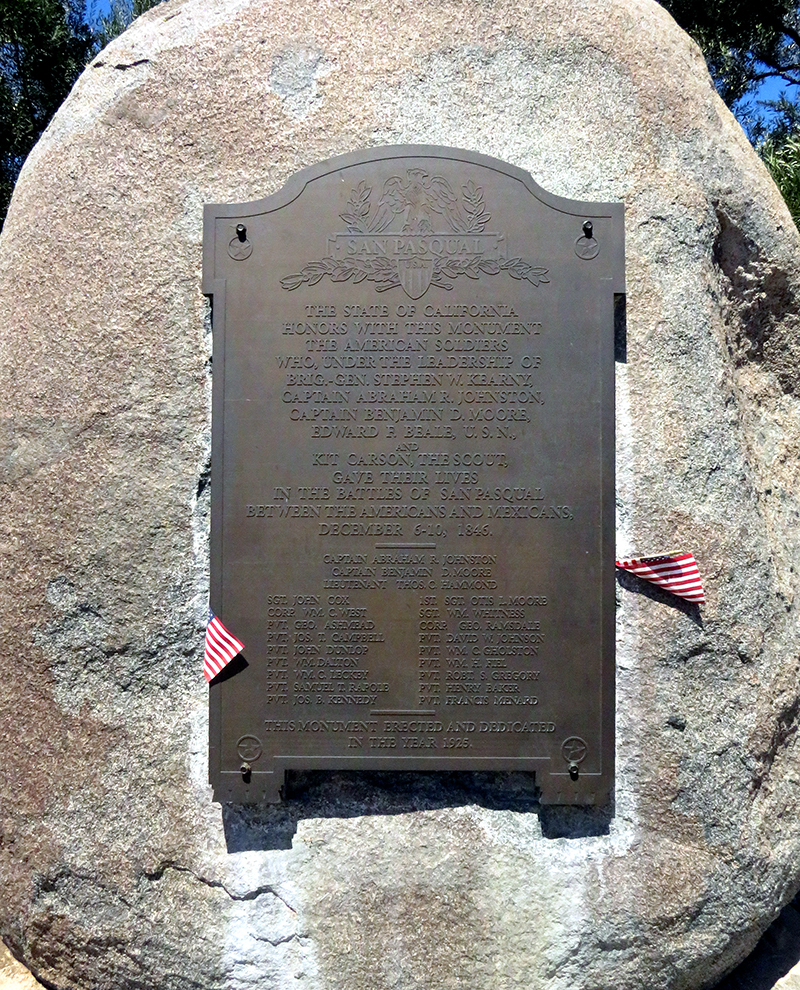 SAN PASQUAL
THE STATE OF CALIFORNIA
HONORS WITH THIS MONUMENT
THE AMERICAN SOLDIERS
WHO, UNDER THE LEADERSHIP OF
BRIG.-GEN. STEPHEN W. KEARNY,
CAPTAIN ABRAHAM R. JOHNSTON,
CAPTAIN BENJAMIN D. MOORE,
EDWARD F. BEALE, U. S. N.,
AND
KIT CARSON, THE SCOUT,
GAVE THEIR LIVES
IN THE BATTLES OF SAN PASQUAL
BETWEEN THE AMERICANS AND MEXICANS,
DECEMBER 6-10, 1846.
CAPTAIN ABRAHAM R. JOHNSTON
CAPTAIN BENJAMIN D. MOORE
LIEUTENANT THOS. C. HAMMOND
SGT. JOHN COX
CORP. WM. C. WEST
PVT. GEO. ASHMEAD
PVT. JOS. T. CAMPBELL
PVT. JOHN DUNLOP
PVT. WM. DALTON
PVT. WM. C. LECKEY
PVT. SAMUEL T. RAPOLE
PVT. JOS. B. KENNEDY
1ST. SGT. OTIS L. MOORE
SGT. WM. WHITNESS
CORP. GEO. RAMSDALE
PVT. DAVID W. JOHNSON
PVT. WM. C. GHOLSTON
PVT. WM. H. FIEL
PVT. ROBT. S. GREGORY
PVT. HENRY BAKER
PVT. FRANCIS MENARD
THIS MONUMENT ERECTED AND DEDICATED
IN THE YEAR 1925.